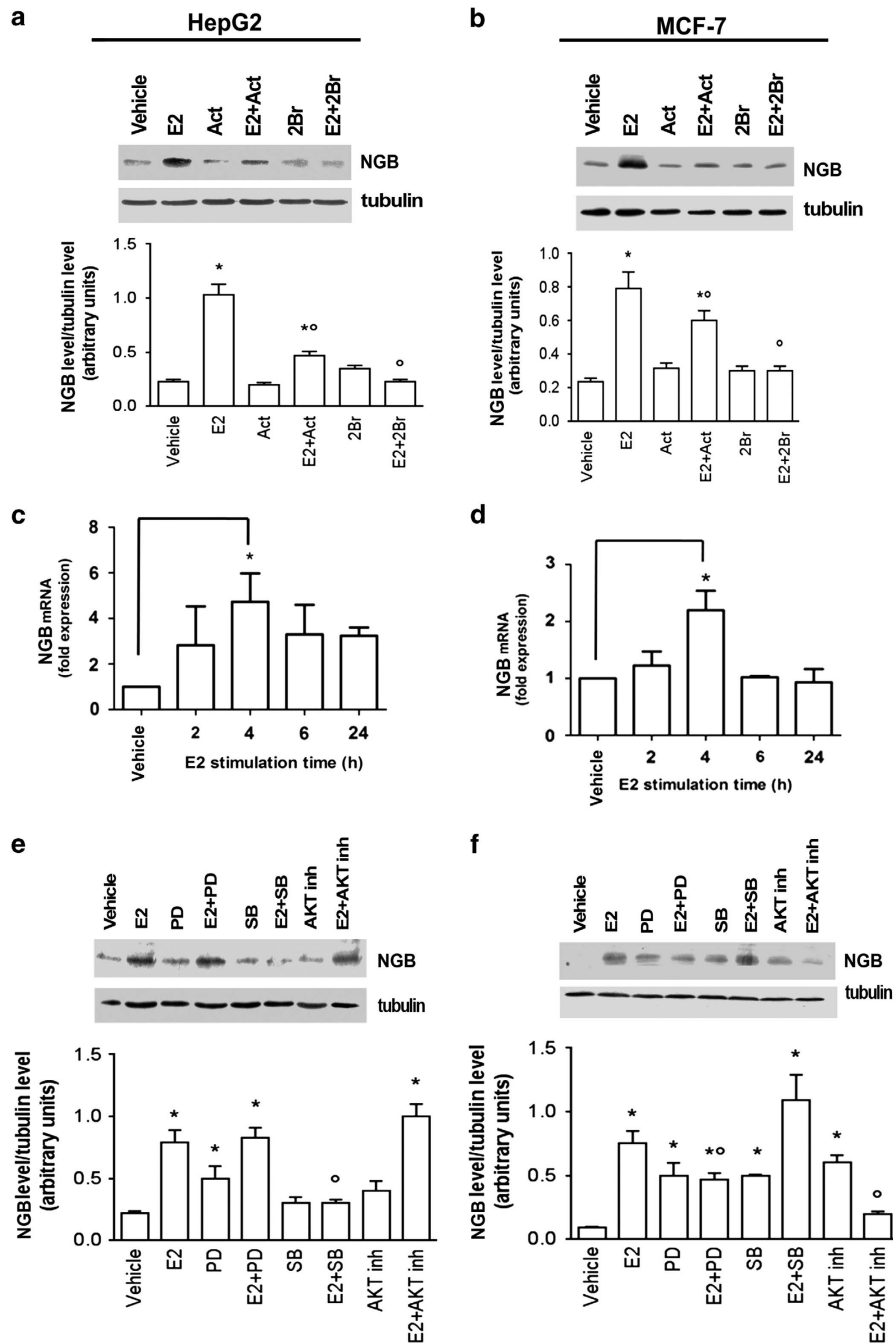 a
HepG2
Vehicle
E2
Act
E2+Act
2Br
E2+2Br
NGB
tubulin
NGB level/tubulin level
(arbitrary units)
1.5
1.0
0.5
0.0
*
*°
°
Vehicle
E2
Act
E2+Act
2Br
E2+2Br
b
MCF-7
Vehicle
E2
Act
E2+Act
2Br
E2+2Br
NGB
tubulin
NGB level/tubulin level
(arbitrary units)
1.0
0.8
0.6
0.4
0.2
0.0
*
*°
°
Vehicle
E2
Act
E2+Act
2Br
E2+2Br
c
NGB mRNA
(fold expression)
8
6
4
2
0
*
Vehicle
2
4
6
24
E2 stimulation time (h)
d
NGB mRNA
(fold expression)
3
2
1
0
*
Vehicle
2
4
6
24
E2 stimulation time (h)
e
Vehicle
E2
PD
E2+PD
SB
E2+SB
AKT inh
E2+AKT inh
NGB
tubulin
NGB level/tubulin level
(arbitrary units)
1.5
1.0
0.5
0.0
*
*
*
°
*
Vehicle
E2
PD
E2+PD
SB
E2+SB
AKT inh
E2+AKT inh
f
Vehicle
E2
PD
E2+PD
SB
E2+SB
AKT inh
E2+AKT inh
NGB
tubulin
NGB level/tubulin level
(arbitrary units)
1.5
1.0
0.5
0.0
*
*
*°
*
*
*
°
Vehicle
E2
PD
E2+PD
SB
E2+SB
AKT inh
E2+AKT inh